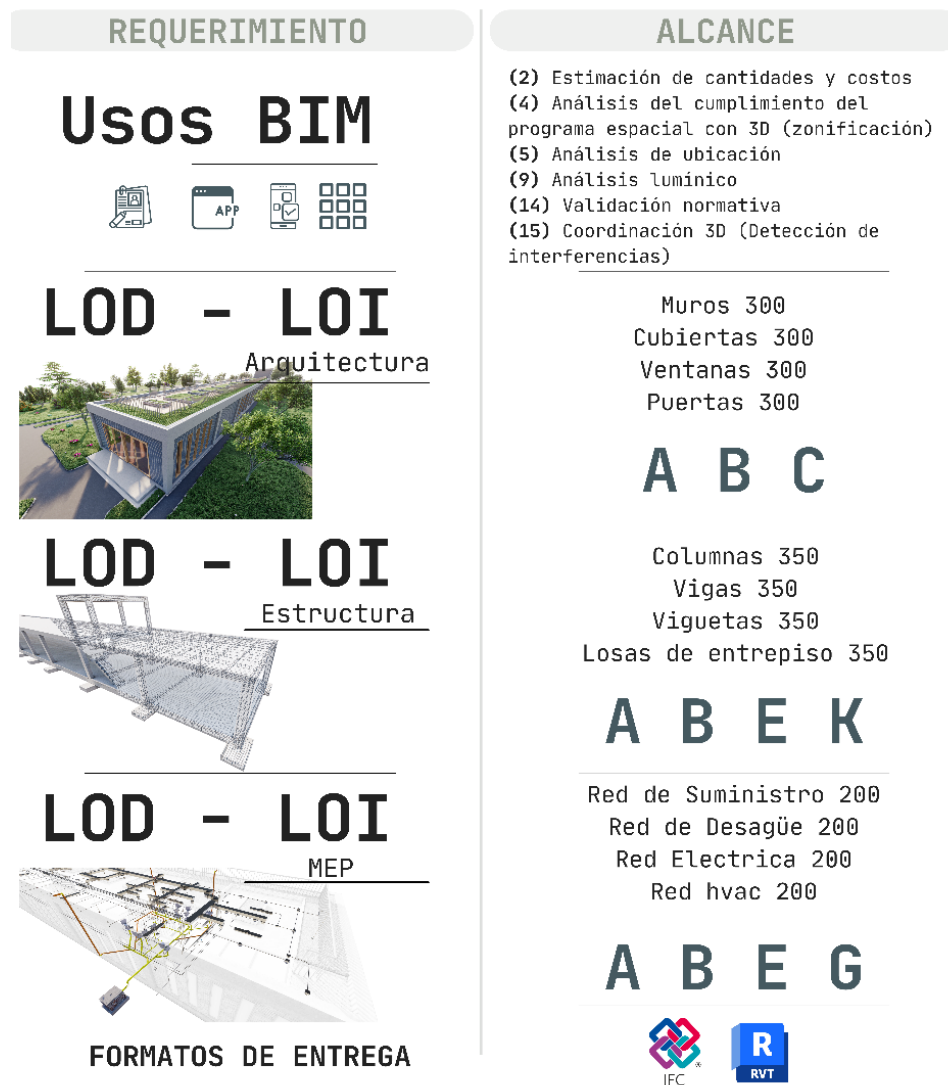 REQUERIMIENTO
ALCANCE
Usos BIM
APP
(2) Estimación de cantidades y costos
(4) Análisis del cumplimiento del
programa espacial con 3D (zonificación)
(5) Análisis de ubicación
(9) Análisis lumínico
(14) Validación normativa
(15) Coordinación 3D (Detección de
interferencias)
LOD - LOI
Arquitectura
Muros 300
Cubiertas 300
Ventanas 300
Puertas 300
A B C
LOD - LOI
Estructura
Columnas 350
Vigas 350
Viguetas 350
Losas de entrepiso 350
A B E K
LOD - LOI
MEP
Red de Suministro 200
Red de Desagüe 200
Red Electrica 200
Red hvac 200
A B E G
FORMATOS DE ENTREGA
IFC
R
RVT